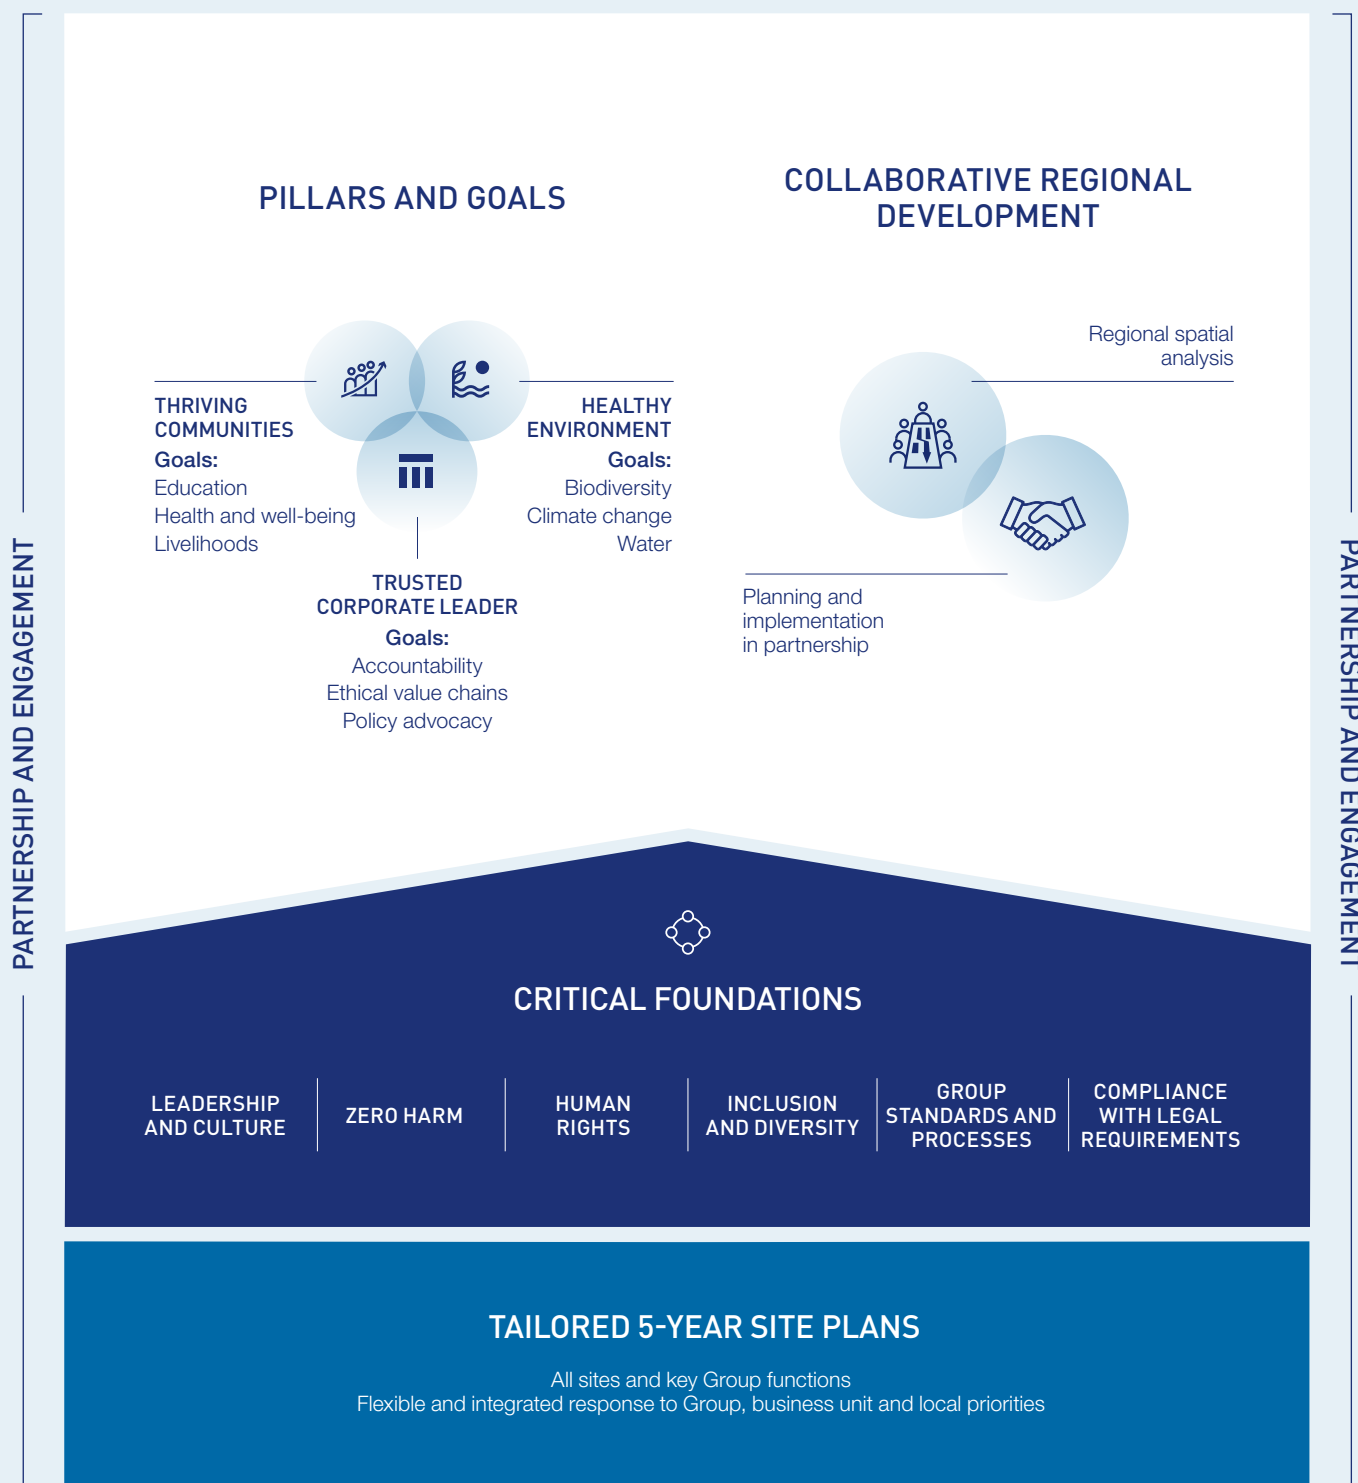 PARTNERSHIP AND ENGAGEMENT
PILLARS AND GOALS
THRIVING
COMMUNITIES
Goals:
Education
Health and well-being
Livelihoods
HEALTHY
ENVIRONMENT
Goals:
Biodiversity
Climate change
Water
TRUSTED
CORPORATE LEADER
Goals:
Accountability
Ethical value chains
Policy advocacy
COLLABORATIVE REGIONAL
DEVELOPMENT
Regional spatial
analysis
Planning and
implementation
in partnership
PARTNERSHIP AND ENGAGEMENT
CRITICAL FOUNDATIONS
LEADERSHIP
AND CULTURE
ZERO HARM
HUMAN
RIGHTS
INCLUSION
AND DIVERSITY
GROUP
STANDARDS AND
PROCESSES
COMPLIANCE
WITH LEGAL
REQUIREMENTS
TAILORED 5-YEAR SITE PLANS
All sites and key Group functions
Flexible and integrated response to Group, business unit and local priorities